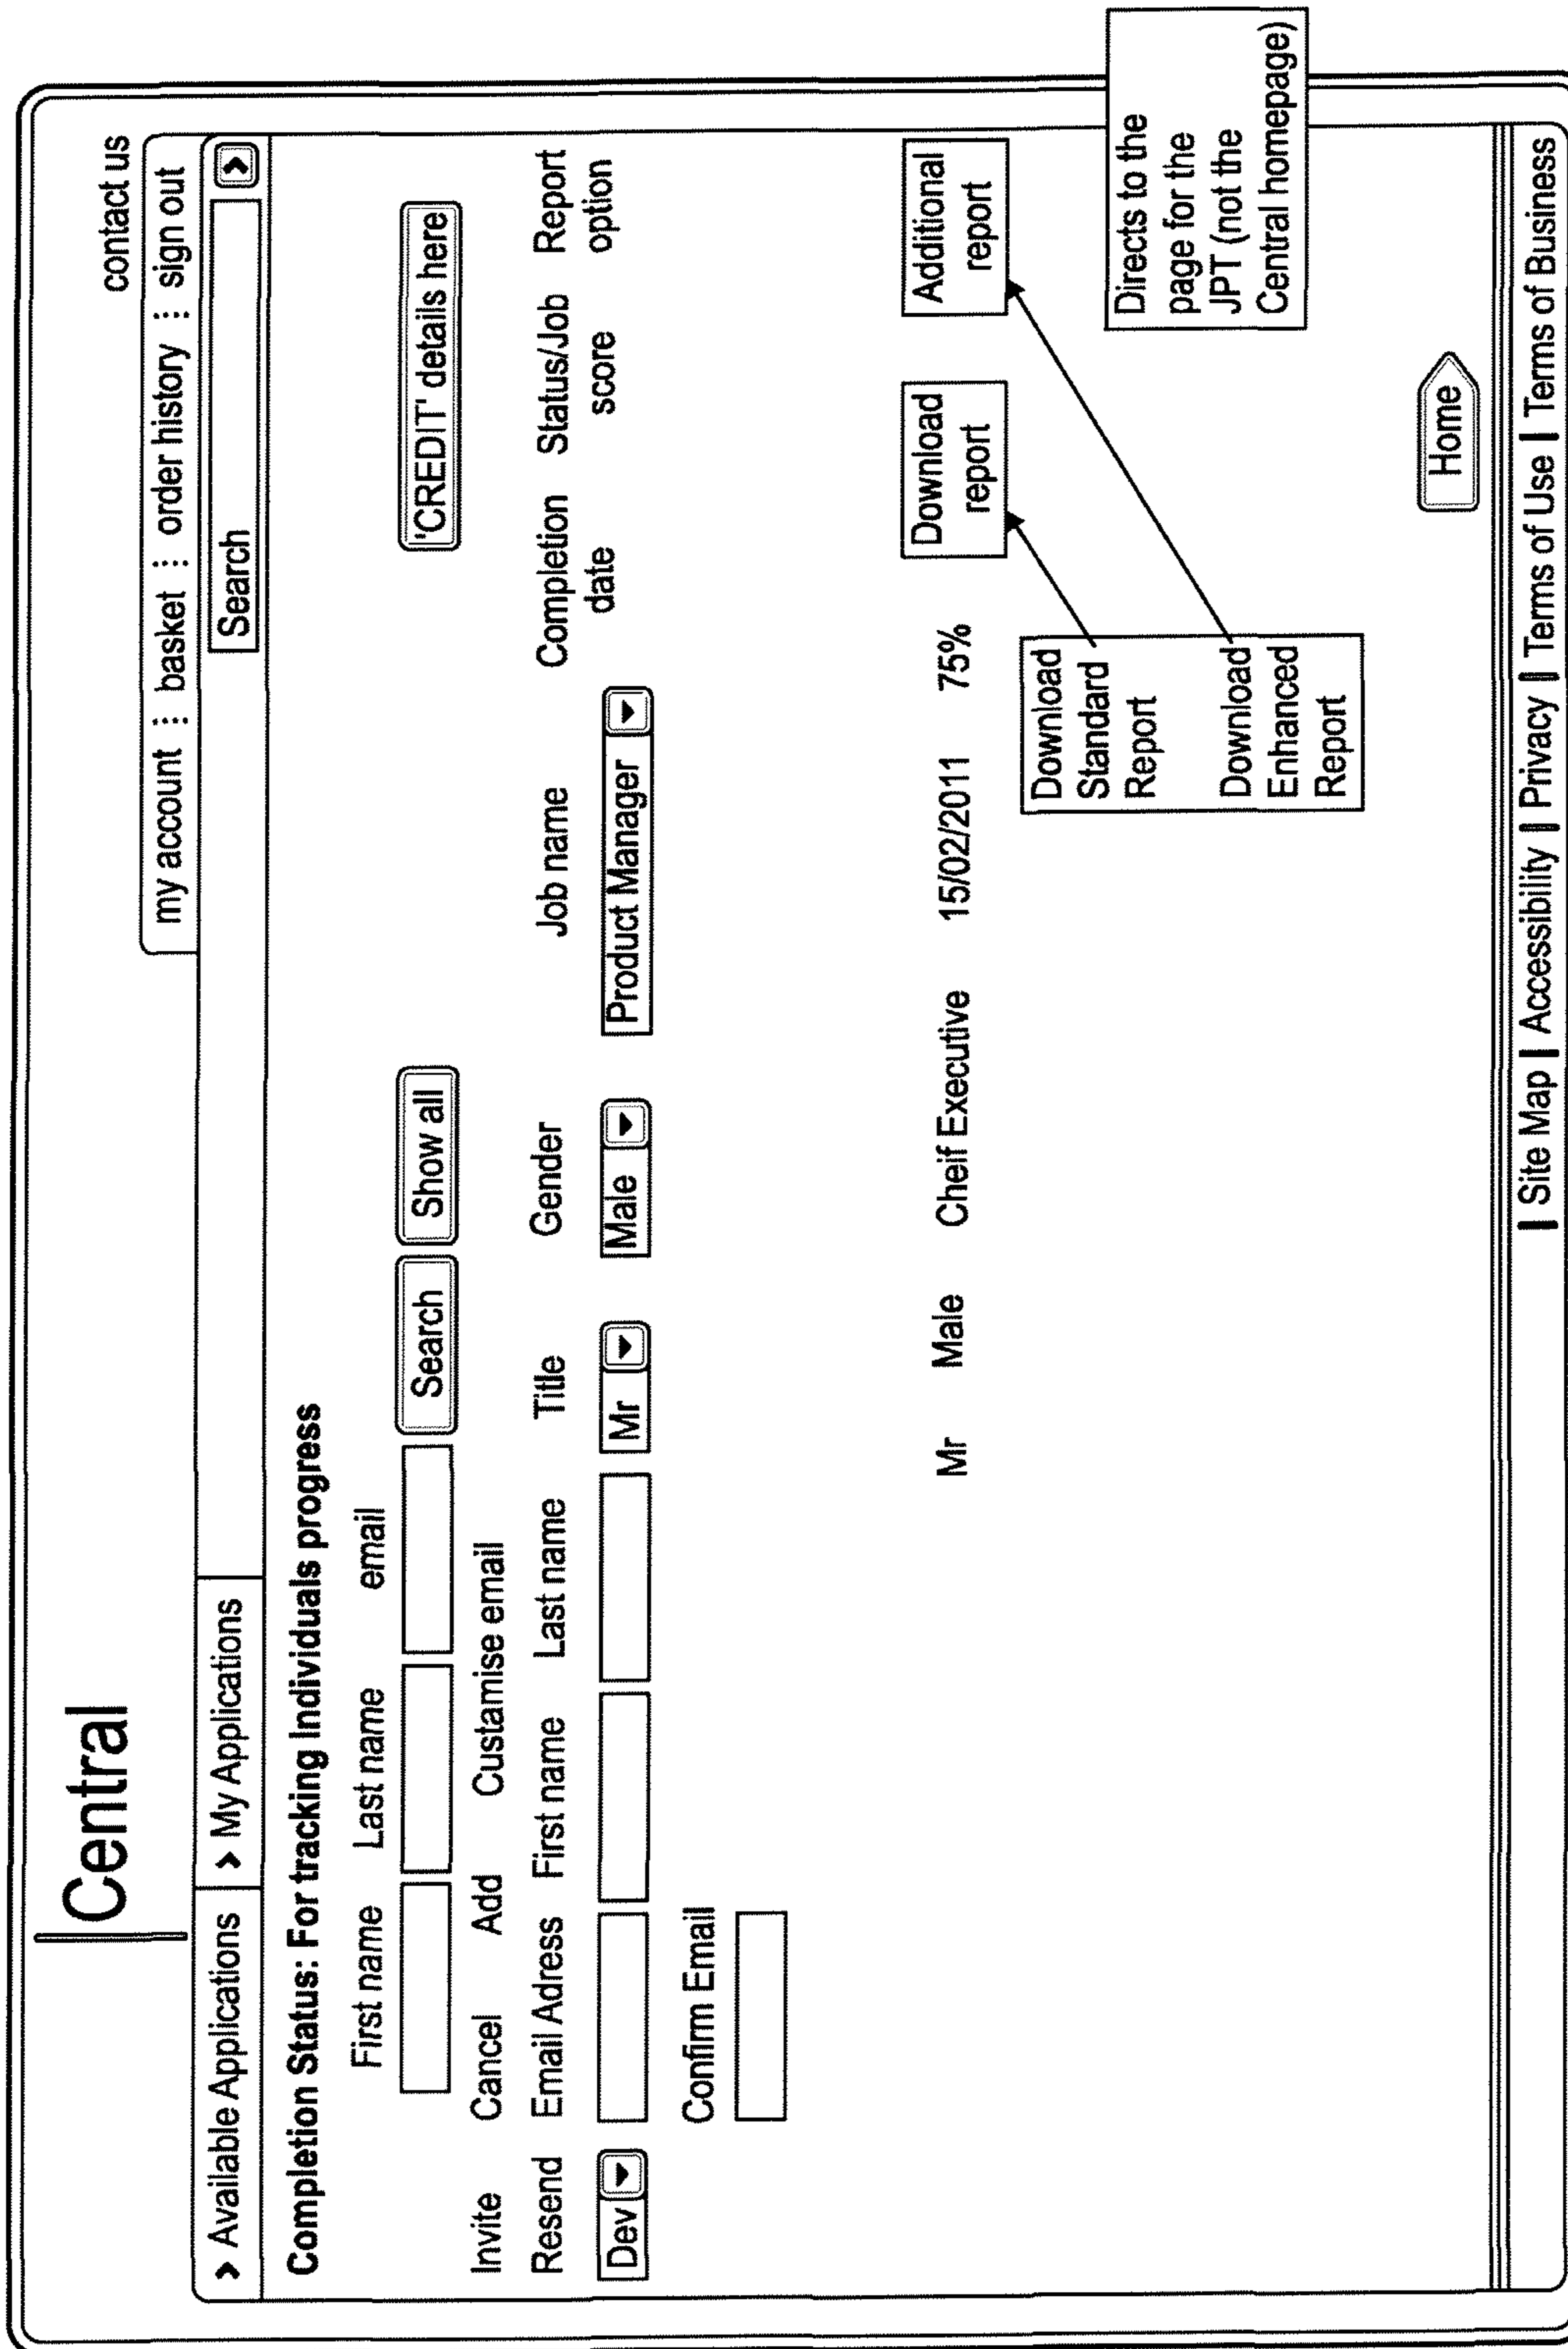 Central
contact us
my account ⋮ basket ⋮ order history ⋮ sign out
> Available Applications
> My Applications
Search
Completion Status: For tracking Individuals progress
First name Last name email
Search
Show all
'CREDIT' details here
Invite Cancel Add Custamise email
Resend Email Adress First name Last name Title Gender Job name Completion date Status/Job score Report option
Dev Mr Male Product Manager
Confirm Email
Mr Male Cheif Executive 15/02/2011 75%
Download
report
Additional
report
Download
Standard
Report
Download
Enhanced
Report
Directs to the
page for the
JPT (not the
Central homepage)
Home
| Site Map | Accessibility | Privacy | Terms of Use | Terms of Business